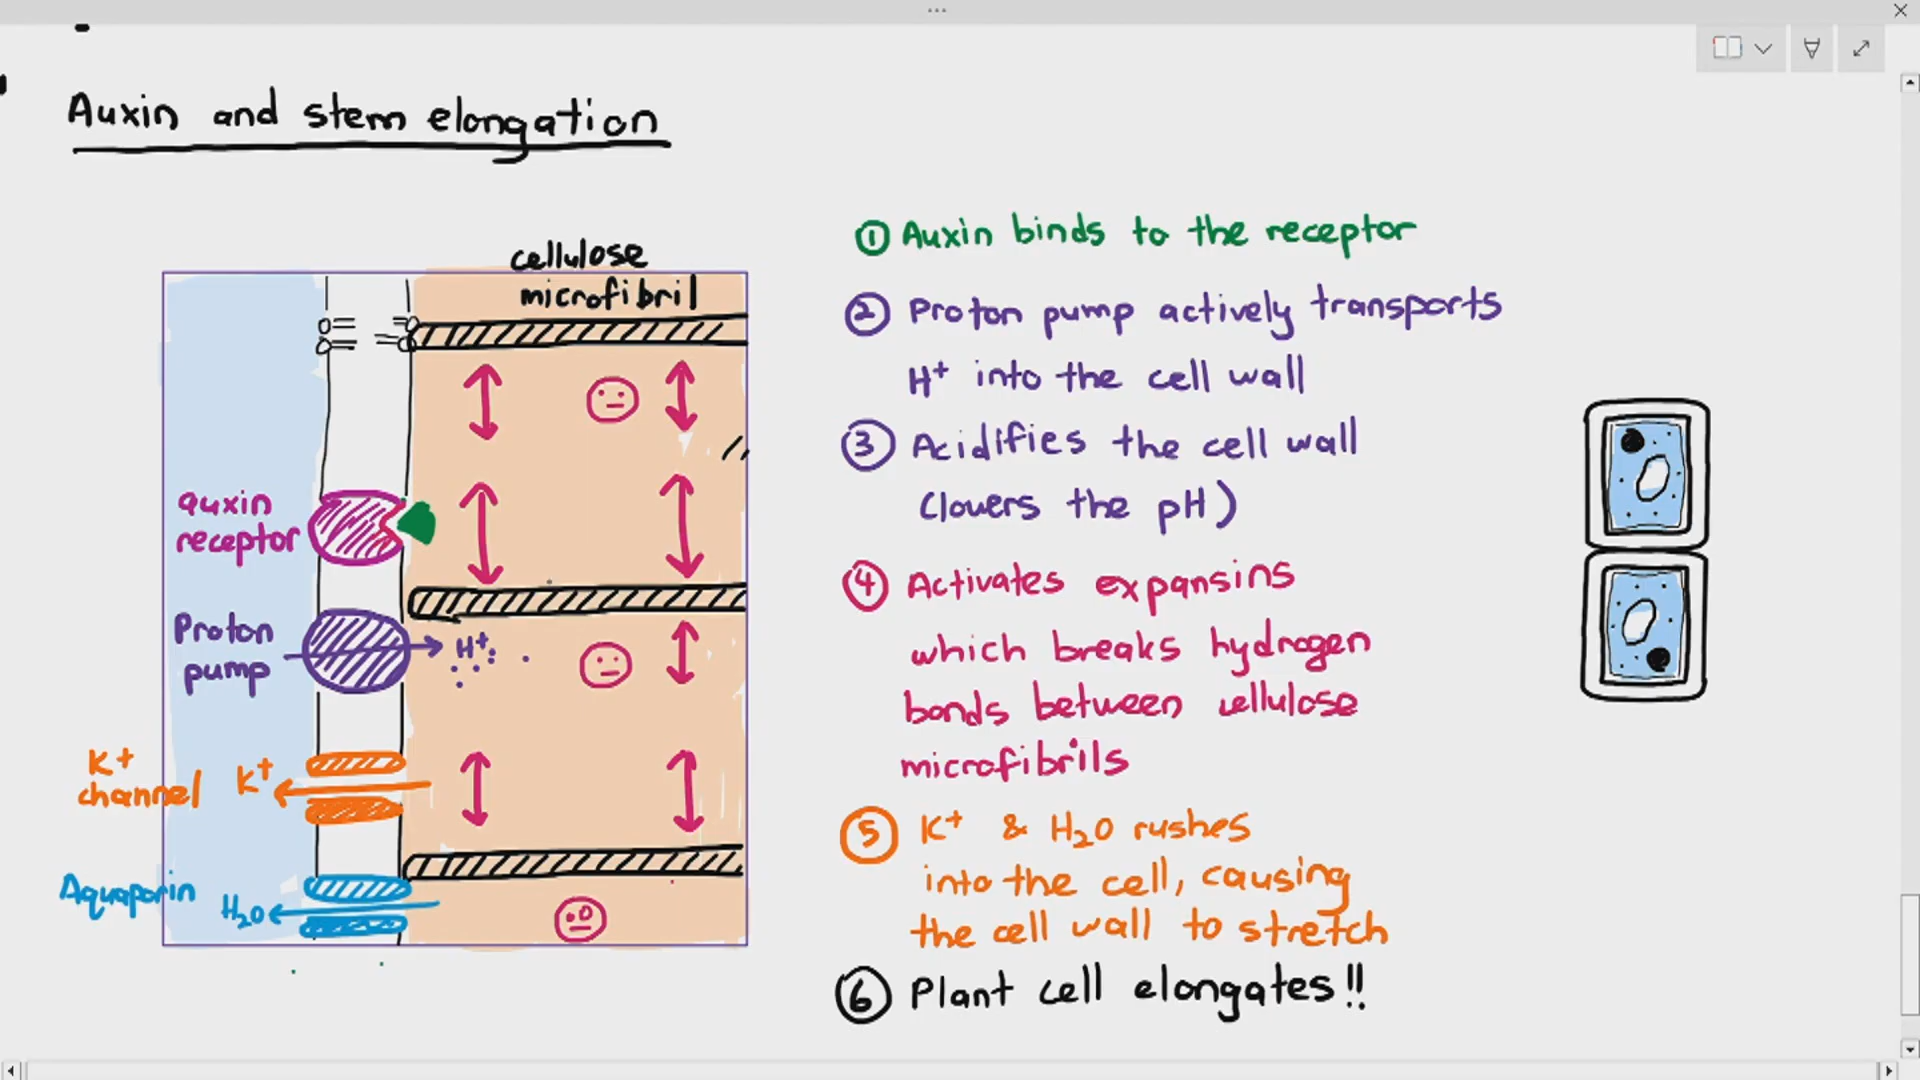 Auxin and stem elongation
cellulose
microfibril
auxin
receptor
Proton
pump
H+
K+
channel
K+
Aquaporin
H2O
① Auxin binds to the receptor
② Proton pump actively transports
H+ into the cell wall
③ Acidifies the cell wall
(lowers the pH)
④ Activates expansins
which breaks hydrogen
bonds between cellulose
microfibrils
⑤ K+ & H2O rushes
into the cell, causing
the cell wall to stretch
⑥ Plant cell elongates!!